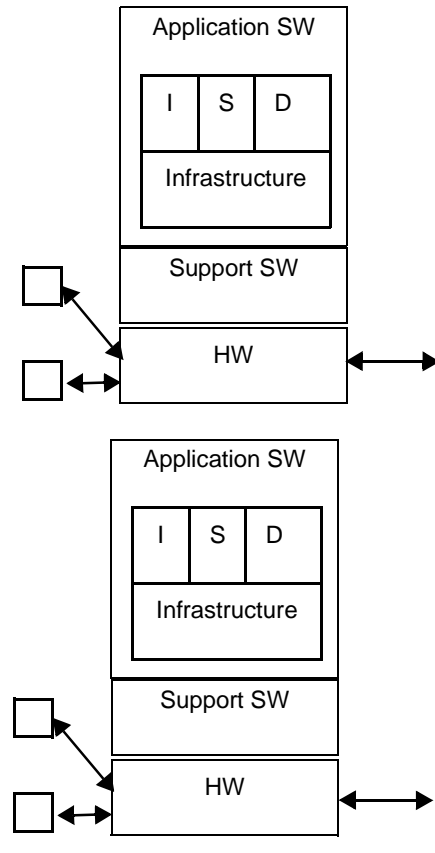 Application SW
I S D
Infrastructure
Support SW
HW
Application SW
I S D
Infrastructure
Support SW
HW